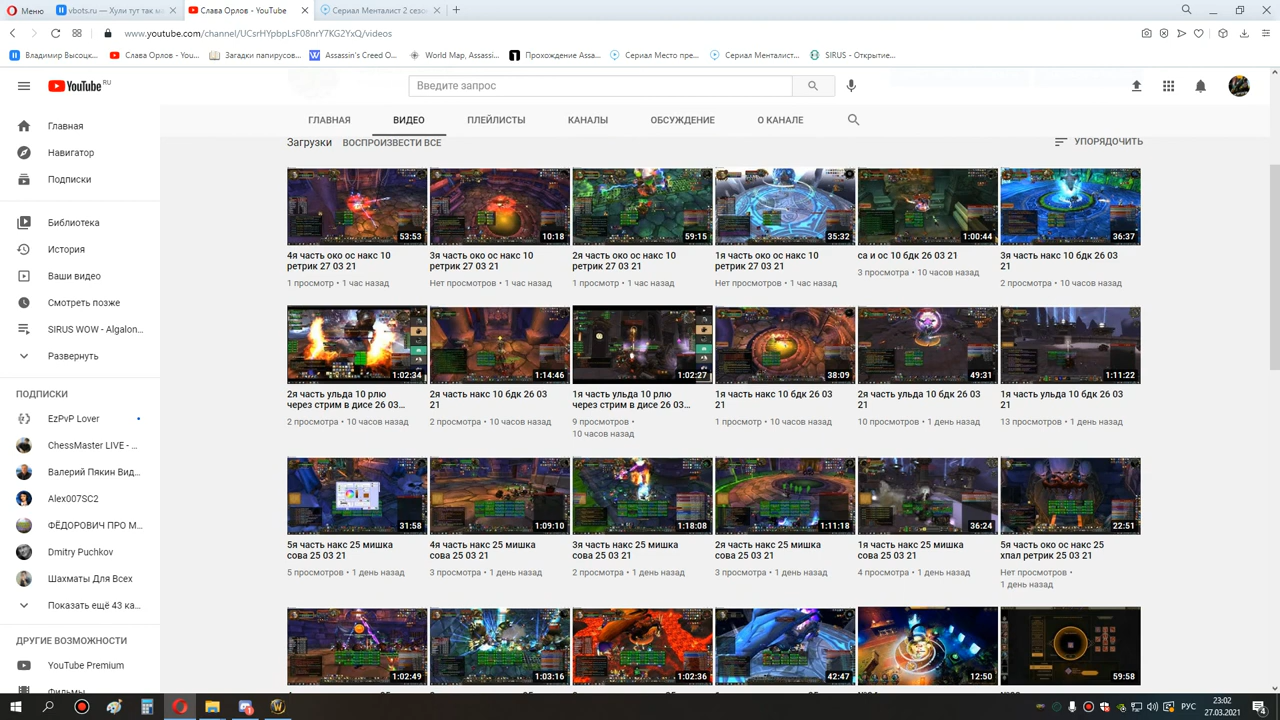 Меню
vbots.ru — Хули тут так м
Слава Орлов - YouTube
Сериал Менталист 2 сезо
www.youtube.com/channel/UCsrHYpbpLsF08nrY7KG2YxQ/videos
Владимир Высоцк...
Слава Орлов - You...
Загадки папирусов...
Assassin's Creed O...
World Map, Assassi...
Прохождение Assa...
Сериал Место пре...
Сериал Менталист...
SIRUS - Открытие...
YouTube RU
Введите запрос
ГЛАВНАЯ
ВИДЕО
ПЛЕЙЛИСТЫ
КАНАЛЫ
ОБСУЖДЕНИЕ
О КАНАЛЕ
Главная
Навигатор
Подписки
Библиотека
История
Ваши видео
Смотреть позже
SIRUS WOW - Algalon...
Развернуть
ПОДПИСКИ
EzPvP Lover
ChessMaster LIVE - ...
Валерий Пякин Вид...
Alex007SC2
ФЁДОРОВИЧ ПРО М...
Dmitry Puchkov
Шахматы Для Всех
Показать ещё 43 ка...
ДРУГИЕ ВОЗМОЖНОСТИ
YouTube Premium
Фильмы
Загрузки
ВОСПРОИЗВЕСТИ ВСЕ
УПОРЯДОЧИТЬ
53:53
4я часть око ос накс 10
ретрик 27 03 21
1 просмотр • 1 час назад
10:18
3я часть око ос накс 10
ретрик 27 03 21
Нет просмотров • 1 час назад
59:15
2я часть око ос накс 10
ретрик 27 03 21
1 просмотр • 1 час назад
35:32
1я часть око ос накс 10
ретрик 27 03 21
Нет просмотров • 1 час назад
1:00:44
са и ос 10 бдк 26 03 21
3 просмотра • 10 часов назад
36:37
3я часть накс 10 бдк 26 03
21
2 просмотра • 10 часов назад
1:02:34
2я часть ульда 10 рлю
через стрим в дисе 26 03...
2 просмотра • 10 часов назад
1:14:46
2я часть накс 10 бдк 26 03
21
2 просмотра • 10 часов назад
1:02:27
1я часть ульда 10 рлю
через стрим в дисе 26 03...
9 просмотров •
10 часов назад
38:09
1я часть накс 10 бдк 26 03
21
1 просмотр • 10 часов назад
49:31
2я часть ульда 10 бдк 26 03
21
10 просмотров • 1 день назад
1:11:22
1я часть ульда 10 бдк 26 03
21
13 просмотров • 1 день назад
31:58
5я часть накс 25 мишка
сова 25 03 21
5 просмотров • 1 день назад
1:09:10
4я часть накс 25 мишка
сова 25 03 21
3 просмотра • 1 день назад
1:18:08
3я часть накс 25 мишка
сова 25 03 21
2 просмотра • 1 день назад
1:11:18
2я часть накс 25 мишка
сова 25 03 21
3 просмотра • 1 день назад
36:24
1я часть накс 25 мишка
сова 25 03 21
4 просмотра • 1 день назад
22:51
5я часть око ос накс 25
хпал ретрик 25 03 21
Нет просмотров •
1 день назад
1:02:49
1:03:16
1:02:36
42:47
12:50
59:58
РУС
23:02
27.03.2021
4